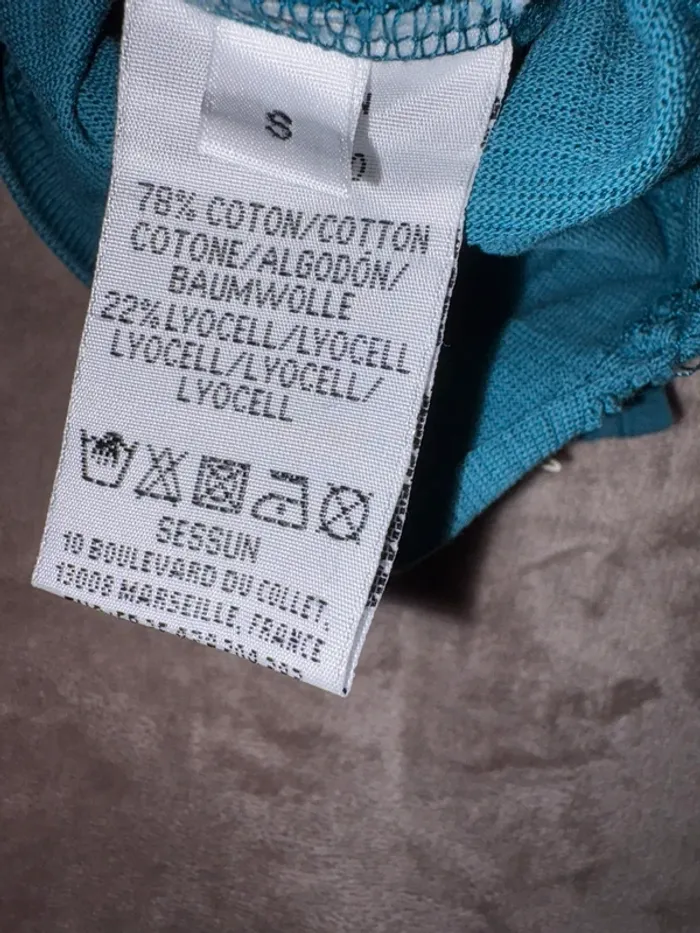 S
78% COTON/COTTON
COTONE/ALGODÓN/
BAUMWOLLE
22% LYOCELL/LYOCELL
LYOCELL/LYOCELL/
LYOCELL
SESSUN
10 BOULEVARD DU COLLET,
13008 MARSEILLE, FRANCE